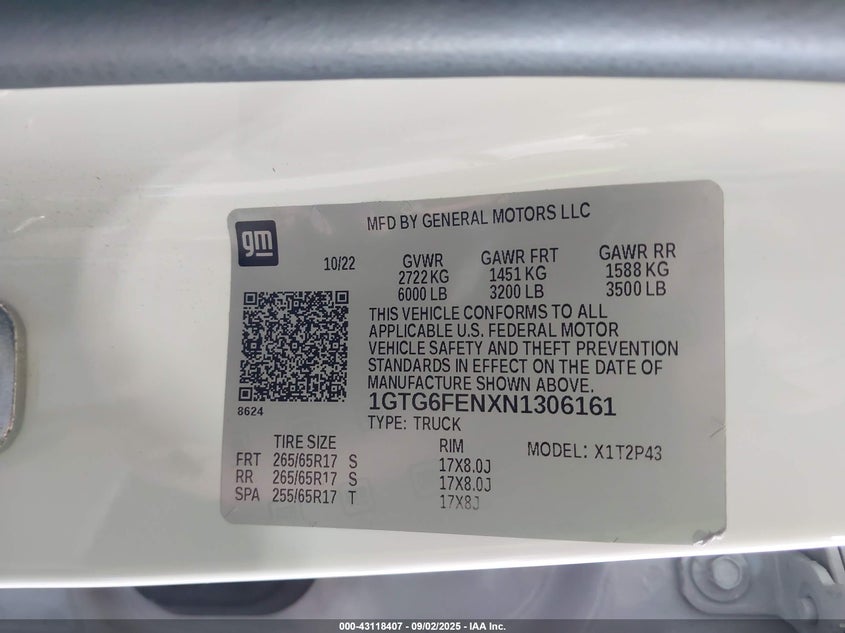 gm
MFD BY GENERAL MOTORS LLC
10/22
GVWR GAWR FRT GAWR RR
2722 KG 1451 KG 1588 KG
6000 LB 3200 LB 3500 LB
THIS VEHICLE CONFORMS TO ALL
APPLICABLE U.S. FEDERAL MOTOR
VEHICLE SAFETY AND THEFT PREVENTION
STANDARDS IN EFFECT ON THE DATE OF
MANUFACTURE SHOWN ABOVE.
8624
1GTG6FENXN1306161
TYPE: TRUCK
TIRE SIZE RIM MODEL: X1T2P43
FRT 265/65R17 S 17X8.0J
RR 265/65R17 S 17X8.0J
SPA 255/65R17 T 17X8J
000-43118407 - 09/02/2025 - IAA Inc.